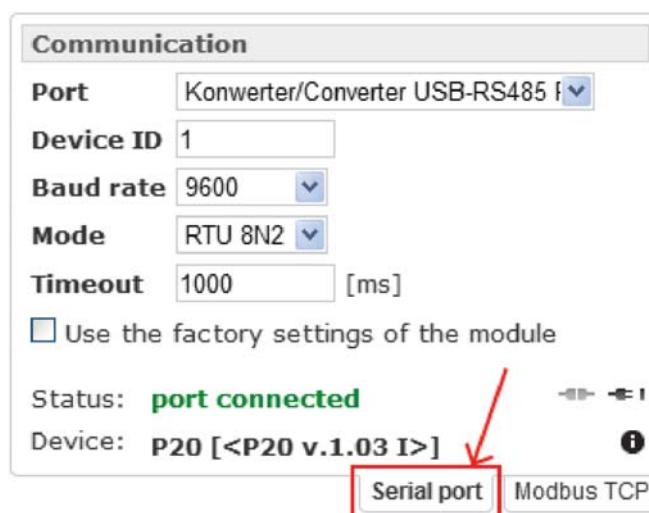 Communication
Port Konwerter/Converter USB-RS485
Device ID 1
Baud rate 9600
Mode RTU 8N2
Timeout 1000 [ms]
Use the factory settings of the module
Status: port connected
Device: P20 [<P20 v.1.03 I>]
Serial port Modbus TCP